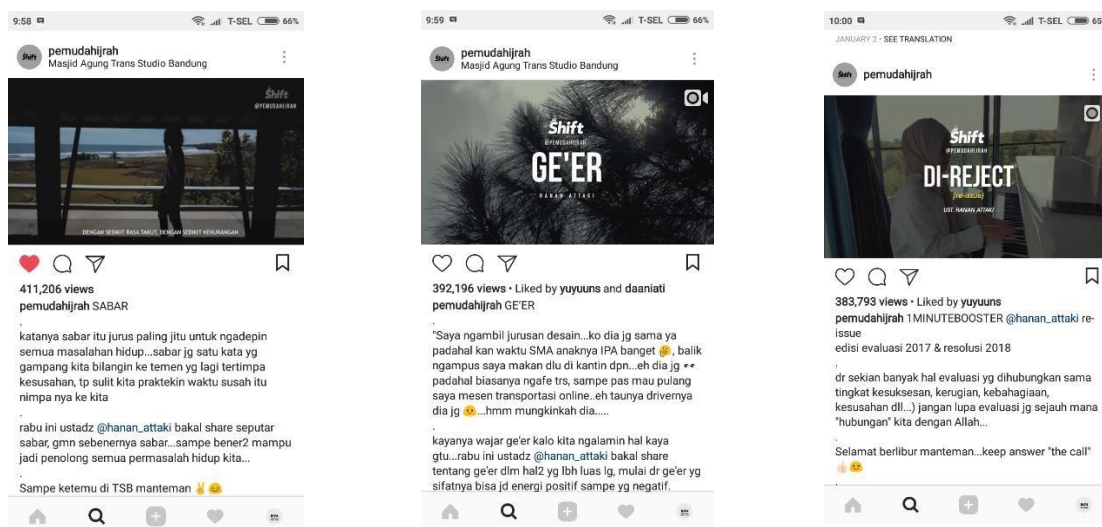 9:58
T-SEL 66%
Shift
pemudahijrah
Masjid Agung Trans Studio Bandung
Shift
@PEMUDAHIJRAH
DENGAN SEDIKIT RASA TAKUT, DENGAN SEDIKIT KEKURANGAN
411,206 views
pemudahijrah SABAR
.
katanya sabar itu jurus paling jitu untuk ngadepin
semua masalahan hidup...sabar jg satu kata yg
gampang kita bilangin ke temen yg lagi tertimpa
kesusahan, tp sulit kita praktekin waktu susah itu
nimpa nya ke kita
.
rabu ini ustadz @hanan_attaki bakal share seputar
sabar, gmn sebenernya sabar...sampe bener2 mampu
jadi penolong semua permasalah hidup kita...
.
Sampe ketemu di TSB manteman ✌😊
9:59
T-SEL 66%
Shift
pemudahijrah
Masjid Agung Trans Studio Bandung
Shift
@PEMUDAHIJRAH
GE'ER
HANAN ATTAKI
392,196 views • Liked by yuyuuns and daaniati
pemudahijrah GE'ER
.
"Saya ngambil jurusan desain...ko dia jg sama ya
padahal kan waktu SMA anaknya IPA banget 🤔, balik
ngampus saya makan dlu di kantin dpn...eh dia jg 👀
padahal biasanya ngafe trs, sampe pas mau pulang
saya mesen transportasi online..eh taunya drivernya
dia jg 😳...hmm mungkinkah dia.....
.
kayanya wajar ge'er kalo kita ngalamin hal kaya
gtu...rabu ini ustadz @hanan_attaki bakal share
tentang ge'er dlm hal2 yg lbh luas lg, mulai dr ge'er yg
sifatnya bisa jd energi positif sampe yg negatif.
10:00
T-SEL 65
JANUARY 2 • SEE TRANSLATION
Shift
pemudahijrah
Shift
@PEMUDAHIJRAH
DI-REJECT
(re-issue)
UST. HANAN ATTAKI
383,793 views • Liked by yuyuuns
pemudahijrah 1MINUTEBOOSTER @hanan_attaki re-
issue
edisi evaluasi 2017 & resolusi 2018
.
dr sekian banyak hal evaluasi yg dihubungkan sama
tingkat kesuksesan, kerugian, kebahagiaan,
kesusahan dll...) jangan lupa evaluasi jg sejauh mana
"hubungan" kita dengan Allah...
.
Selamat berlibur manteman...keep answer "the call"
👍😊
.